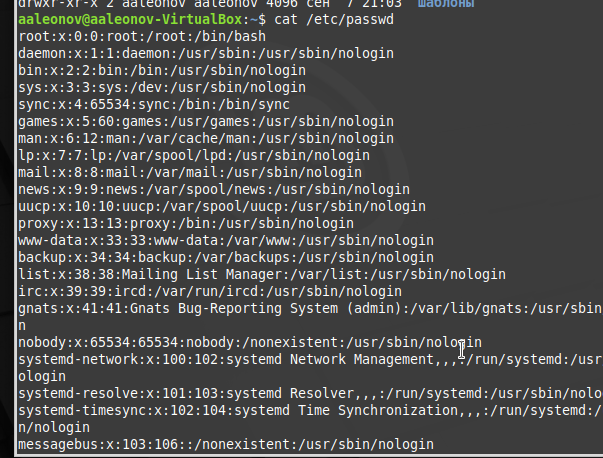 drwxr-xr-x 2 aaleonov aaleonov 4096 сен  7 21:03  Шаблоны
aaleonov@aaleonov-VirtualBox:~$ cat /etc/passwd
root:x:0:0:root:/root:/bin/bash
daemon:x:1:1:daemon:/usr/sbin:/usr/sbin/nologin
bin:x:2:2:bin:/bin:/usr/sbin/nologin
sys:x:3:3:sys:/dev:/usr/sbin/nologin
sync:x:4:65534:sync:/bin:/bin/sync
games:x:5:60:games:/usr/games:/usr/sbin/nologin
man:x:6:12:man:/var/cache/man:/usr/sbin/nologin
lp:x:7:7:lp:/var/spool/lpd:/usr/sbin/nologin
mail:x:8:8:mail:/var/mail:/usr/sbin/nologin
news:x:9:9:news:/var/spool/news:/usr/sbin/nologin
uucp:x:10:10:uucp:/var/spool/uucp:/usr/sbin/nologin
proxy:x:13:13:proxy:/bin:/usr/sbin/nologin
www-data:x:33:33:www-data:/var/www:/usr/sbin/nologin
backup:x:34:34:backup:/var/backups:/usr/sbin/nologin
list:x:38:38:Mailing List Manager:/var/list:/usr/sbin/nologin
irc:x:39:39:ircd:/var/run/ircd:/usr/sbin/nologin
gnats:x:41:41:Gnats Bug-Reporting System (admin):/var/lib/gnats:/usr/sbin
n
nobody:x:65534:65534:nobody:/nonexistent:/usr/sbin/nologin
systemd-network:x:100:102:systemd Network Management,,,:/run/systemd:/usr
ologin
systemd-resolve:x:101:103:systemd Resolver,,,:/run/systemd:/usr/sbin/nolo
systemd-timesync:x:102:104:systemd Time Synchronization,,,:/run/systemd:/
n/nologin
messagebus:x:103:106::/nonexistent:/usr/sbin/nologin